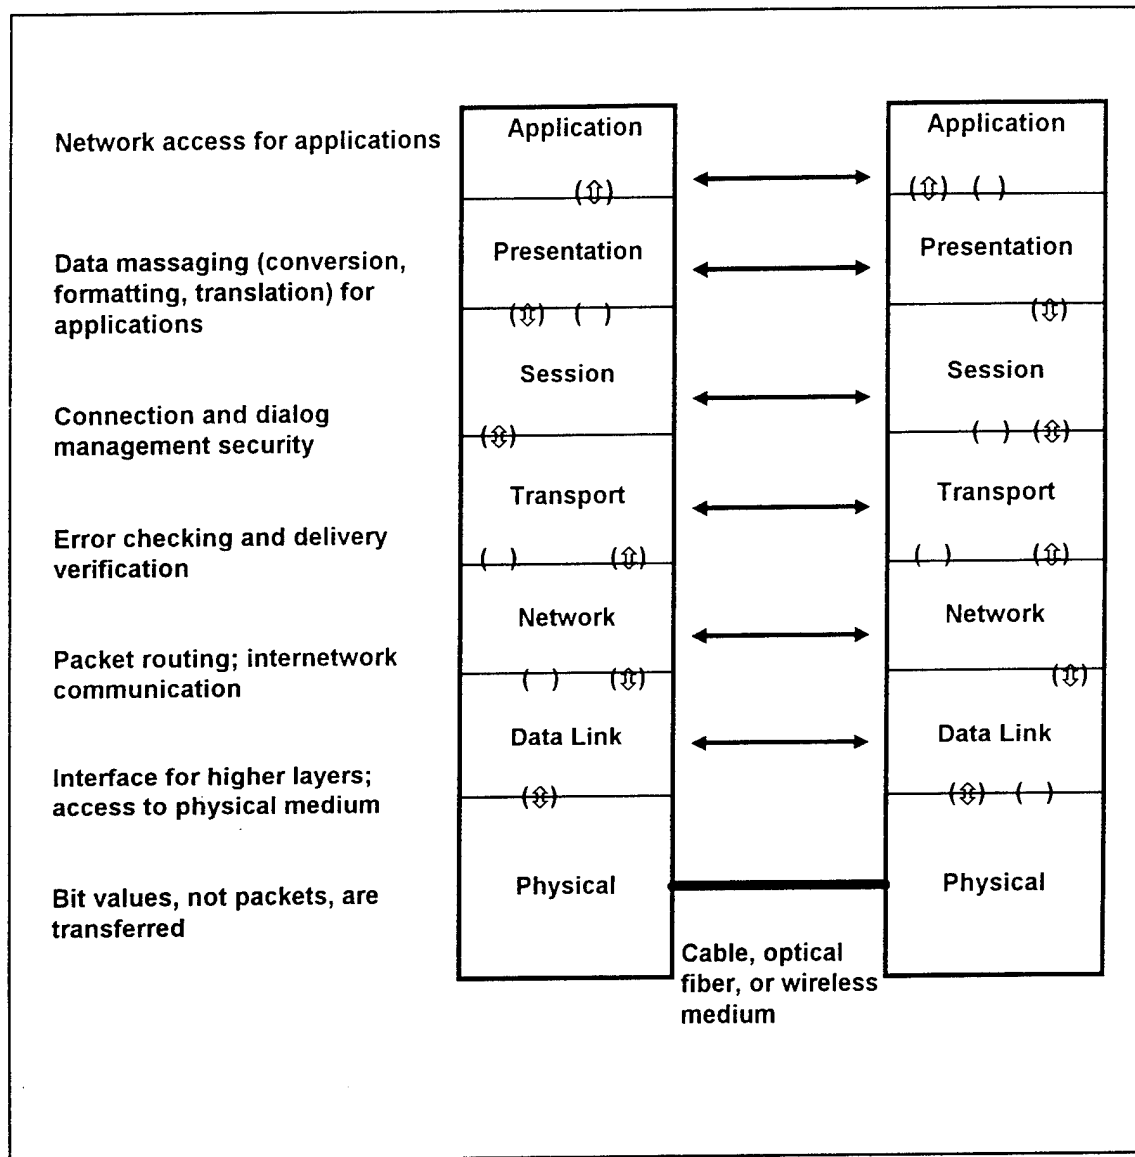 Network access for applications
Data massaging (conversion,
formatting, translation) for
applications
Connection and dialog
management security
Error checking and delivery
verification
Packet routing; internetwork
communication
Interface for higher layers;
access to physical medium
Bit values, not packets, are
transferred
Application
(⇳)
Presentation
(⇳) ( )
Session
(⇳)
Transport
( ) (⇳)
Network
( ) (⇳)
Data Link
(⇳)
Physical
Cable, optical
fiber, or wireless
medium
Application
(⇳) ( )
Presentation
(⇳)
Session
( ) (⇳)
Transport
( ) (⇳)
Network
(⇳)
Data Link
(⇳) ( )
Physical